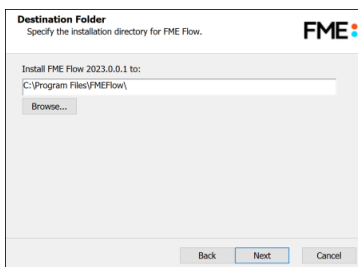 Destination Folder
Specify the installation directory for FME Flow.
FME
Install FME Flow 2023.0.0.1 to:
C:\Program Files\FMEFlow\
Browse...
Back Next Cancel